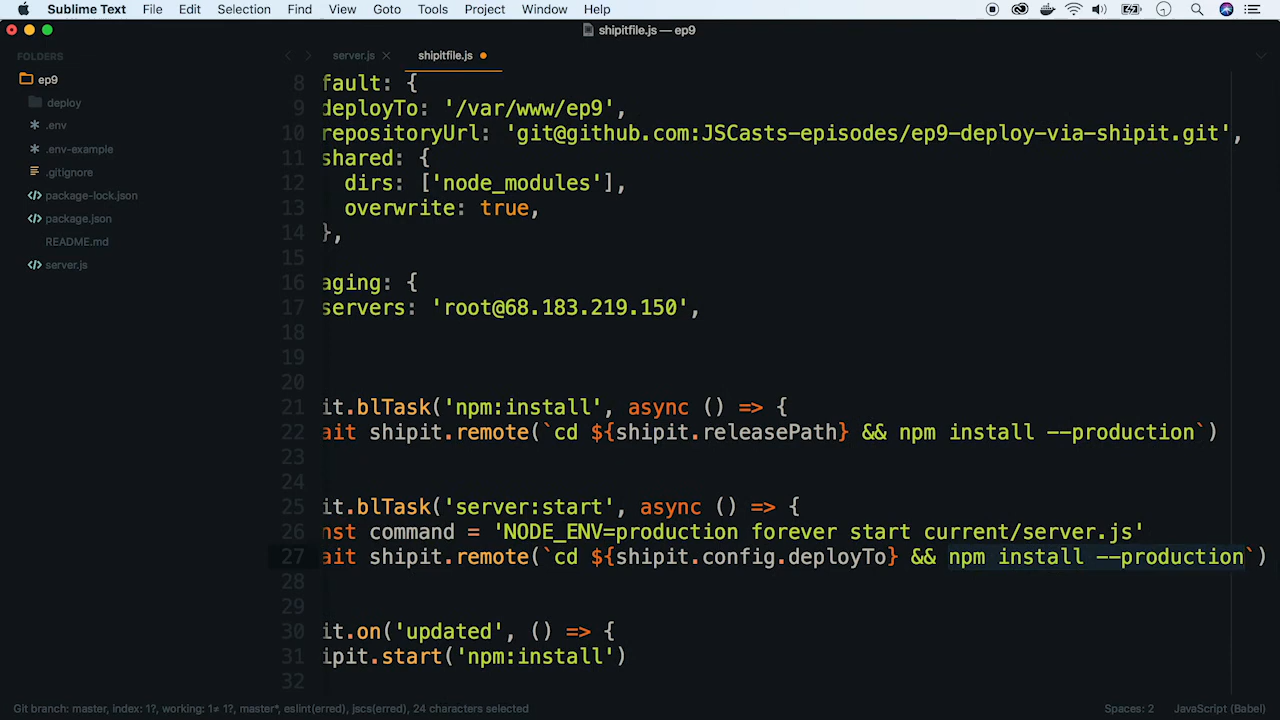 Sublime Text File Edit Selection Find View Goto Tools Project Window Help
shipitfile.js — ep9
FOLDERS
ep9
deploy
.env
.env-example
.gitignore
package-lock.json
package.json
README.md
server.js
server.js shipitfile.js
8 fault: {
9 deployTo: '/var/www/ep9',
10 repositoryUrl: 'git@github.com:JSCasts-episodes/ep9-deploy-via-shipit.git',
11 shared: {
12 dirs: ['node_modules'],
13 overwrite: true,
14 },
15
16 aging: {
17 servers: 'root@68.183.219.150',
18
19
20
21 it.blTask('npm:install', async () => {
22 ait shipit.remote(`cd ${shipit.releasePath} && npm install --production`)
23
24
25 it.blTask('server:start', async () => {
26 nst command = 'NODE_ENV=production forever start current/server.js'
27 ait shipit.remote(`cd ${shipit.config.deployTo} && npm install --production`)
28
29
30 it.on('updated', () => {
31 ipit.start('npm:install')
32
Git branch: master, index: 1?, working: 1≠ 1?, master*, eslint(erred), jscs(erred), 24 characters selected Spaces: 2 JavaScript (Babel)